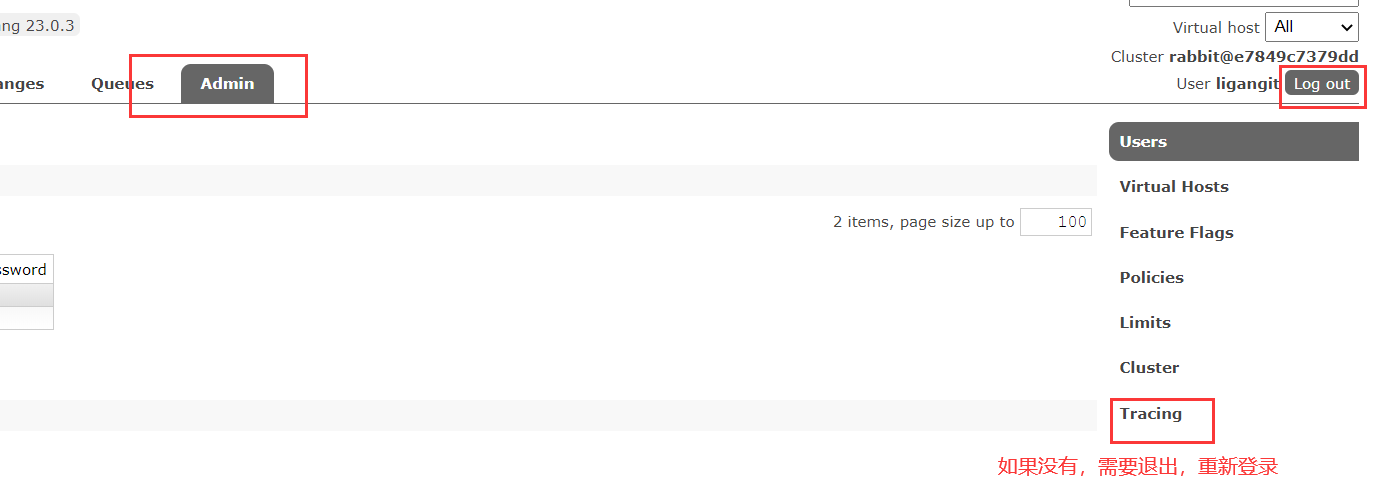 ang 23.0.3
Virtual host All
Cluster rabbit@e7849c7379dd
User ligangit Log out
anges Queues Admin
Users
Virtual Hosts
Feature Flags
Policies
Limits
Cluster
Tracing
2 items, page size up to 100
ssword
如果没有，需要退出，重新登录